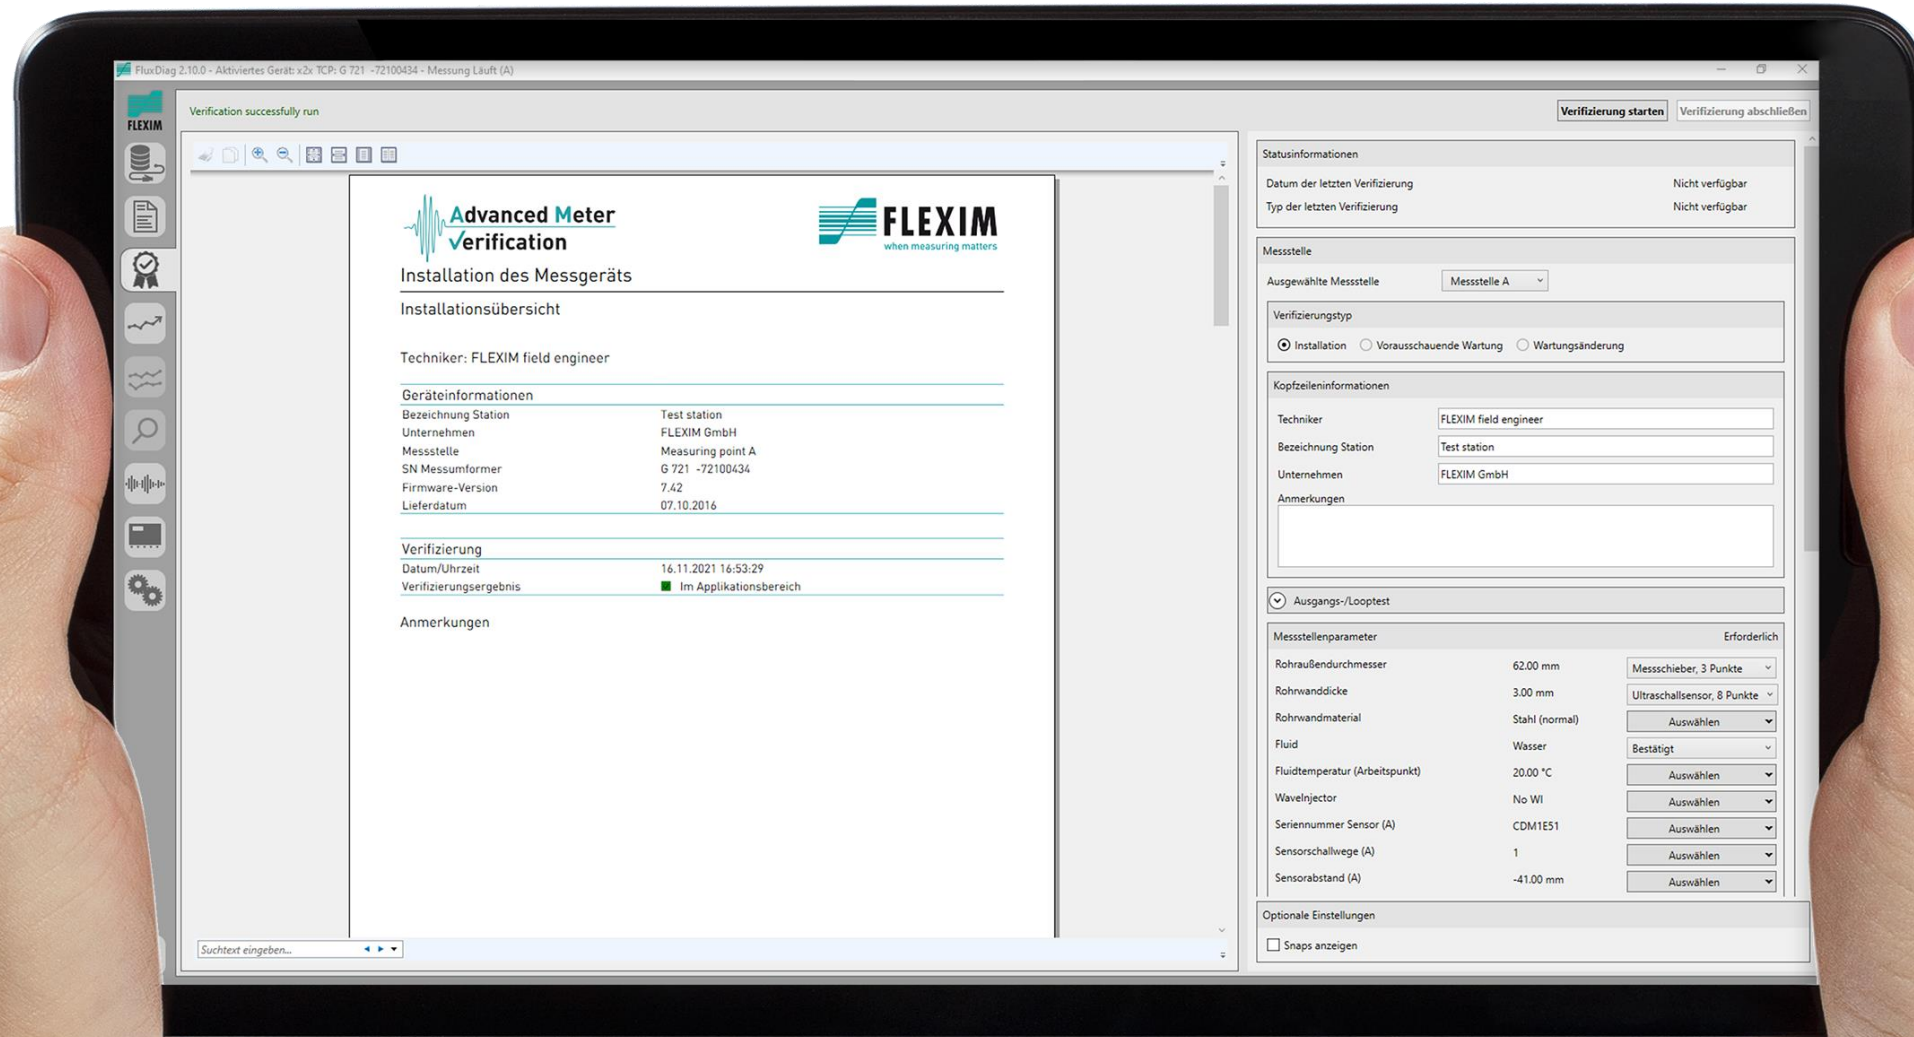 FluxDiag 2.10.0 - Aktiviertes Gerät: x2x TCP: G 721 -72100434 - Messung Läuft (A)
FLEXIM
Verification successfully run
Verifizierung starten
Verifizierung abschließen
Advanced Meter
Verification
FLEXIM
when measuring matters
Installation des Messgeräts
Installationsübersicht
Techniker: FLEXIM field engineer
Geräteinformationen
Bezeichnung Station Test station
Unternehmen FLEXIM GmbH
Messstelle Measuring point A
SN Messumformer G 721 -72100434
Firmware-Version 7.42
Lieferdatum 07.10.2016
Verifizierung
Datum/Uhrzeit 16.11.2021 16:53:29
Verifizierungsergebnis Im Applikationsbereich
Anmerkungen
Suchtext eingeben...
Statusinformationen
Datum der letzten Verifizierung Nicht verfügbar
Typ der letzten Verifizierung Nicht verfügbar
Messstelle
Ausgewählte Messstelle Messstelle A
Verifizierungstyp
Installation Vorausschauende Wartung Wartungsänderung
Kopfzeileninformationen
Techniker FLEXIM field engineer
Bezeichnung Station Test station
Unternehmen FLEXIM GmbH
Anmerkungen
Ausgangs-/Looptest
Messstellenparameter Erforderlich
Rohraußendurchmesser 62.00 mm Messschieber, 3 Punkte
Rohrwanddicke 3.00 mm Ultraschallsensor, 8 Punkte
Rohrwandmaterial Stahl (normal) Auswählen
Fluid Wasser Bestätigt
Fluidtemperatur (Arbeitspunkt) 20.00 °C Auswählen
WaveInjector No WI Auswählen
Seriennummer Sensor (A) CDM1E51 Auswählen
Sensorschallwege (A) 1 Auswählen
Sensorabstand (A) -41.00 mm Auswählen
Optionale Einstellungen
Snaps anzeigen